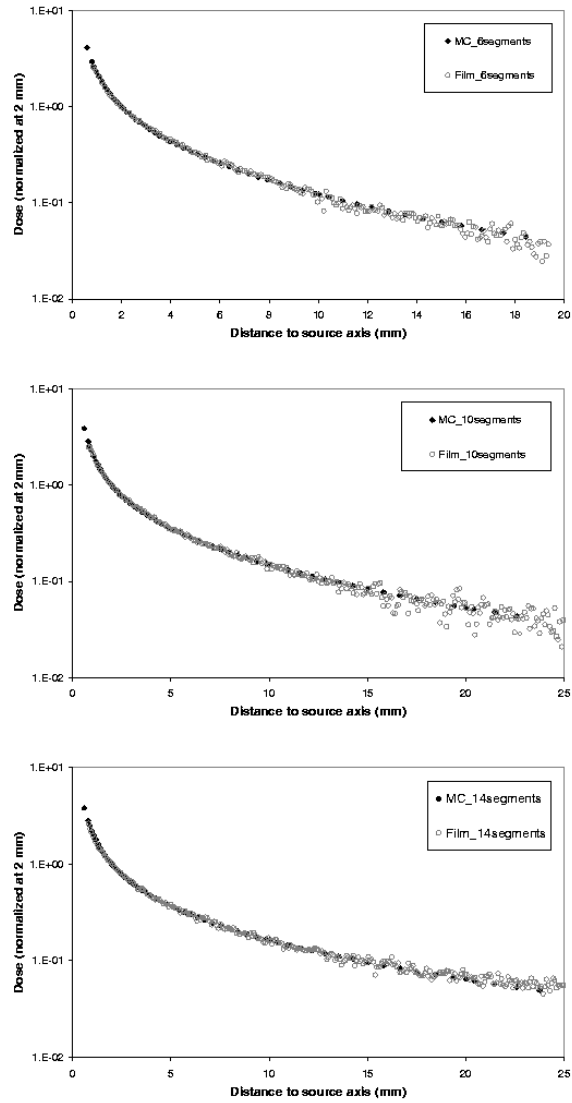 1.E+01
MC_6segments
Film_6segments
1.E+00
Dose (normalized at 2 mm)
1.E-01
1.E-02
0 2 4 6 8 10 12 14 16 18 20
Distance to source axis (mm)
1.E+01
MC_10segments
Film_10segments
1.E+00
Dose (normalized at 2mm)
1.E-01
1.E-02
0 5 10 15 20 25
Distance to source axis (mm)
1.E+01
MC_14segments
Film_14segments
1.E+00
Dose (normalized at 2 mm)
1.E-01
1.E-02
0 5 10 15 20 25
Distance to source axis (mm)